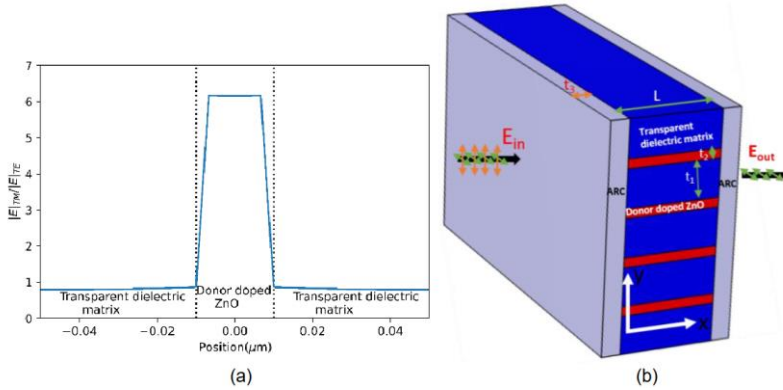 7
6
5
4
3
2
1
0
|E|TM/|E|TE
Transparent dielectric
matrix
Donor doped
ZnO
Transparent dielectric
matrix
−0.04
−0.02
0.00
0.02
0.04
Position(μm)
(a)
t3
L
Transparent
dielectric matrix
t2
Ein
t1
Eout
ARC
ARC
Donor doped ZnO
y
x
(b)